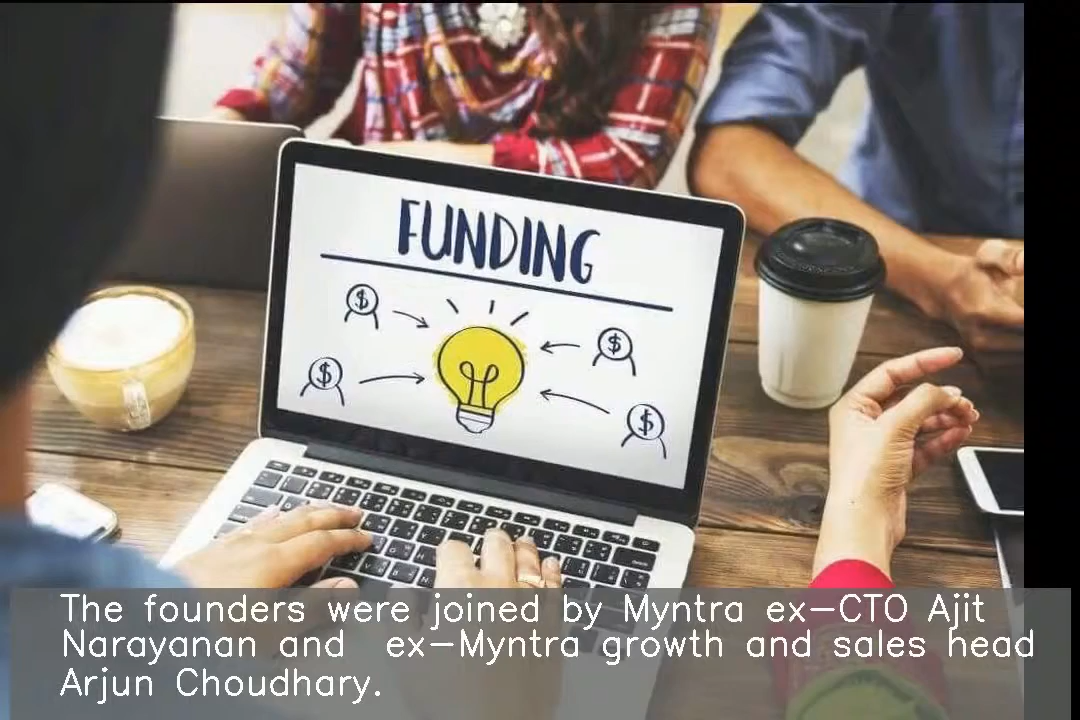 FUNDING
$
$
$
$
The founders were joined by Myntra ex-CTO Ajit
Narayanan and  ex-Myntra growth and sales head
Arjun Choudhary.